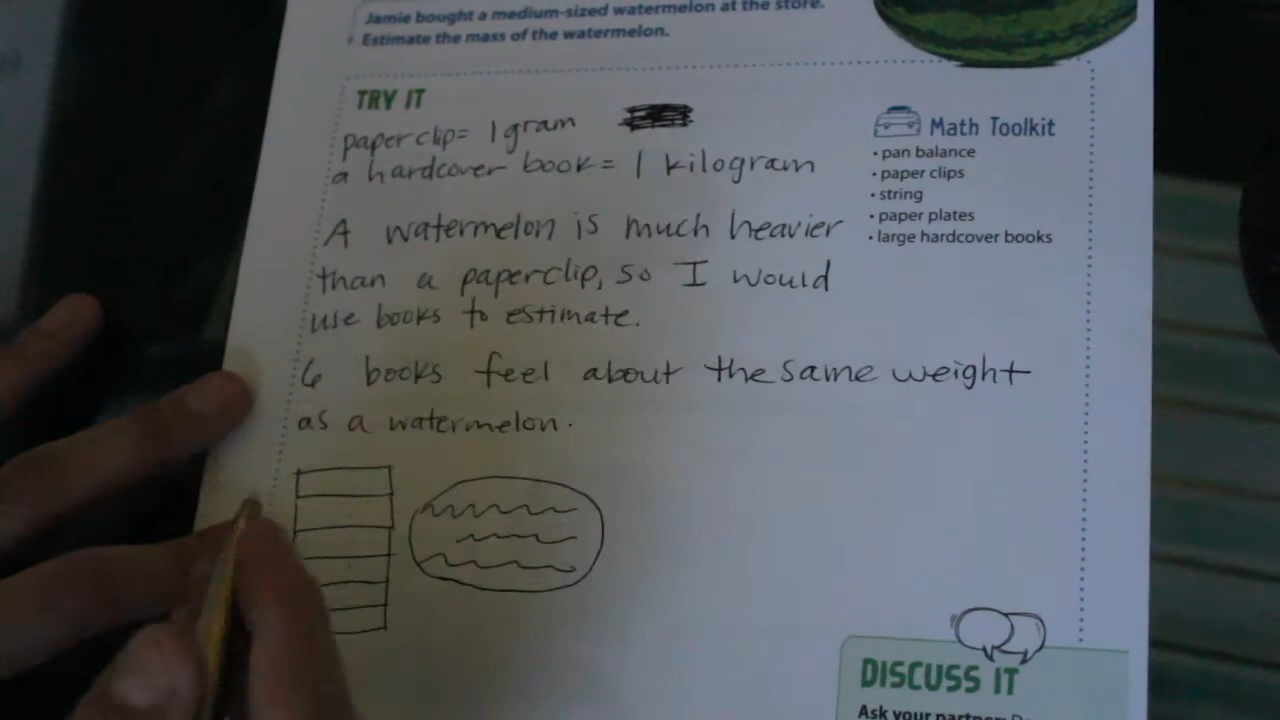 Jamie bought a medium-sized watermelon at the store.
Estimate the mass of the watermelon.
TRY IT
paperclip= 1 gram
a hardcover book = 1 kilogram
A watermelon is much heavier
than a paperclip, so I would
use books to estimate.
6 books feel about the same weight
as a watermelon.
Math Toolkit
• pan balance
• paper clips
• string
• paper plates
• large hardcover books
DISCUSS IT
Ask your partner: